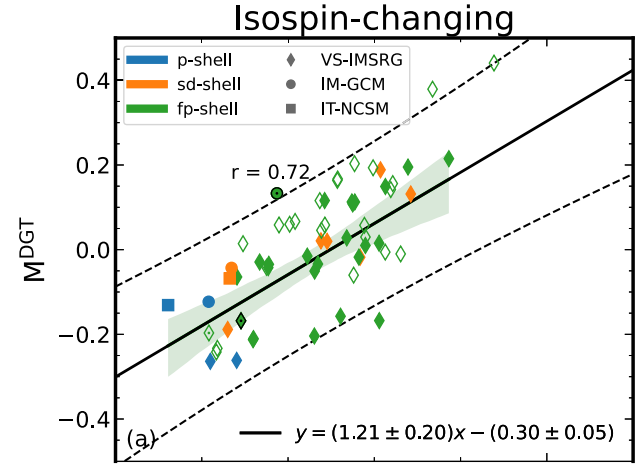 Isospin-changing
p-shell
sd-shell
fp-shell
VS-IMSRG
IM-GCM
IT-NCSM
r = 0.72
M^DGT
0.4
0.2
0.0
−0.2
−0.4
(a)
y = (1.21 ± 0.20)x − (0.30 ± 0.05)